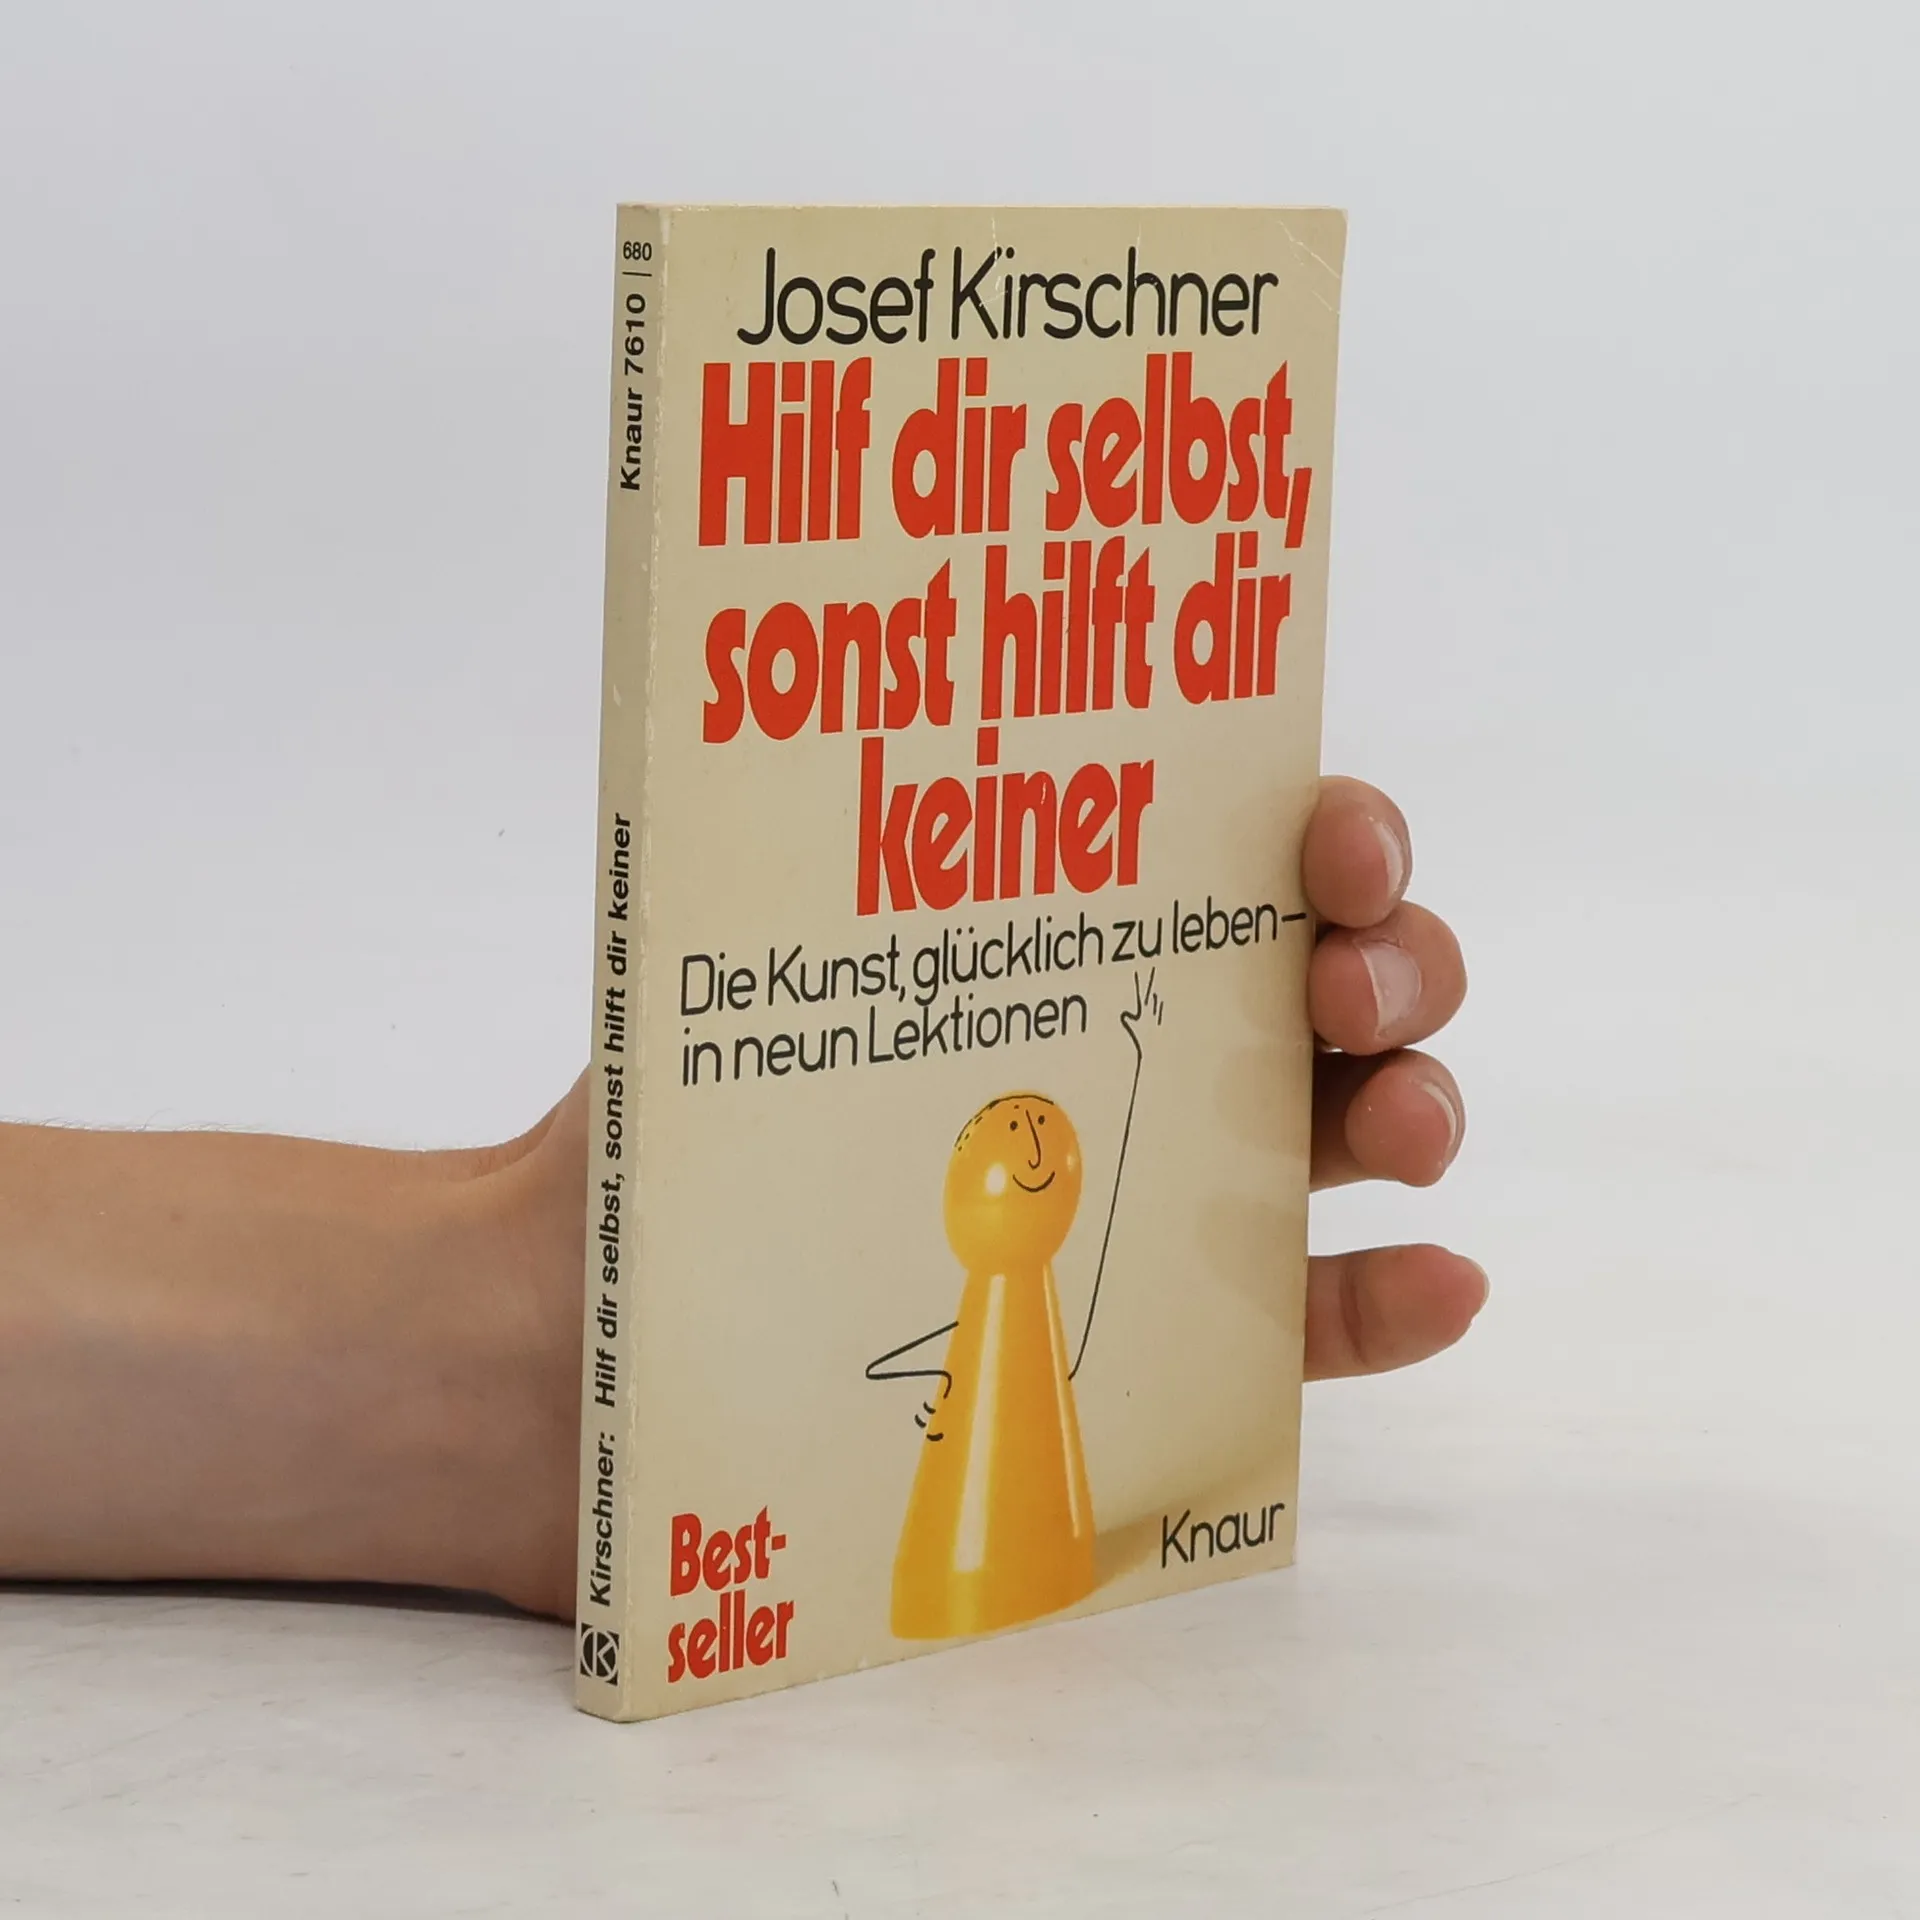 Josef Kirschner
Hilf dir selbst,
sonst hilft dir
keiner
Die Kunst, glücklich zu leben–
in neun Lektionen
Best-
seller
Knaur
680
Knaur 7610
Kirschner: Hilf dir selbst, sonst hilft dir keiner
K